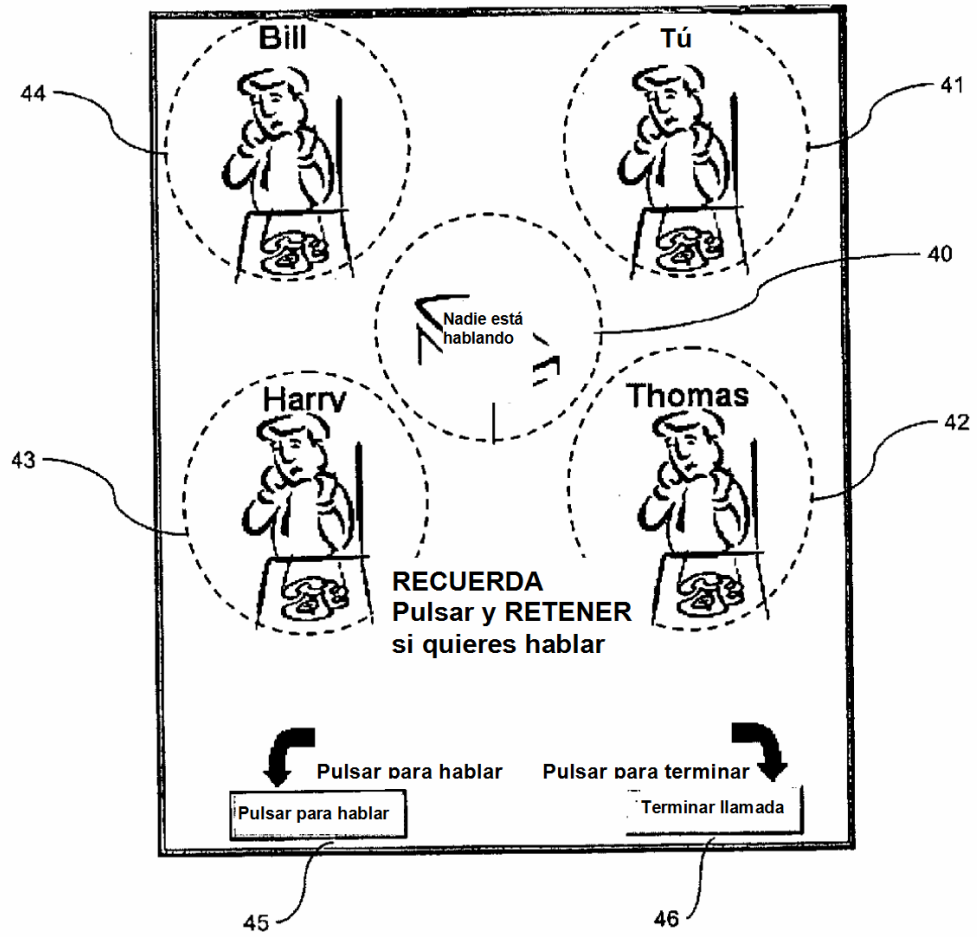 Bill
Tú
44
41
40
Nadie está
hablando
Harry
Thomas
43
42
RECUERDA
Pulsar y RETENER
si quieres hablar
Pulsar para hablar
Pulsar para terminar
Pulsar para hablar
Terminar llamada
45
46